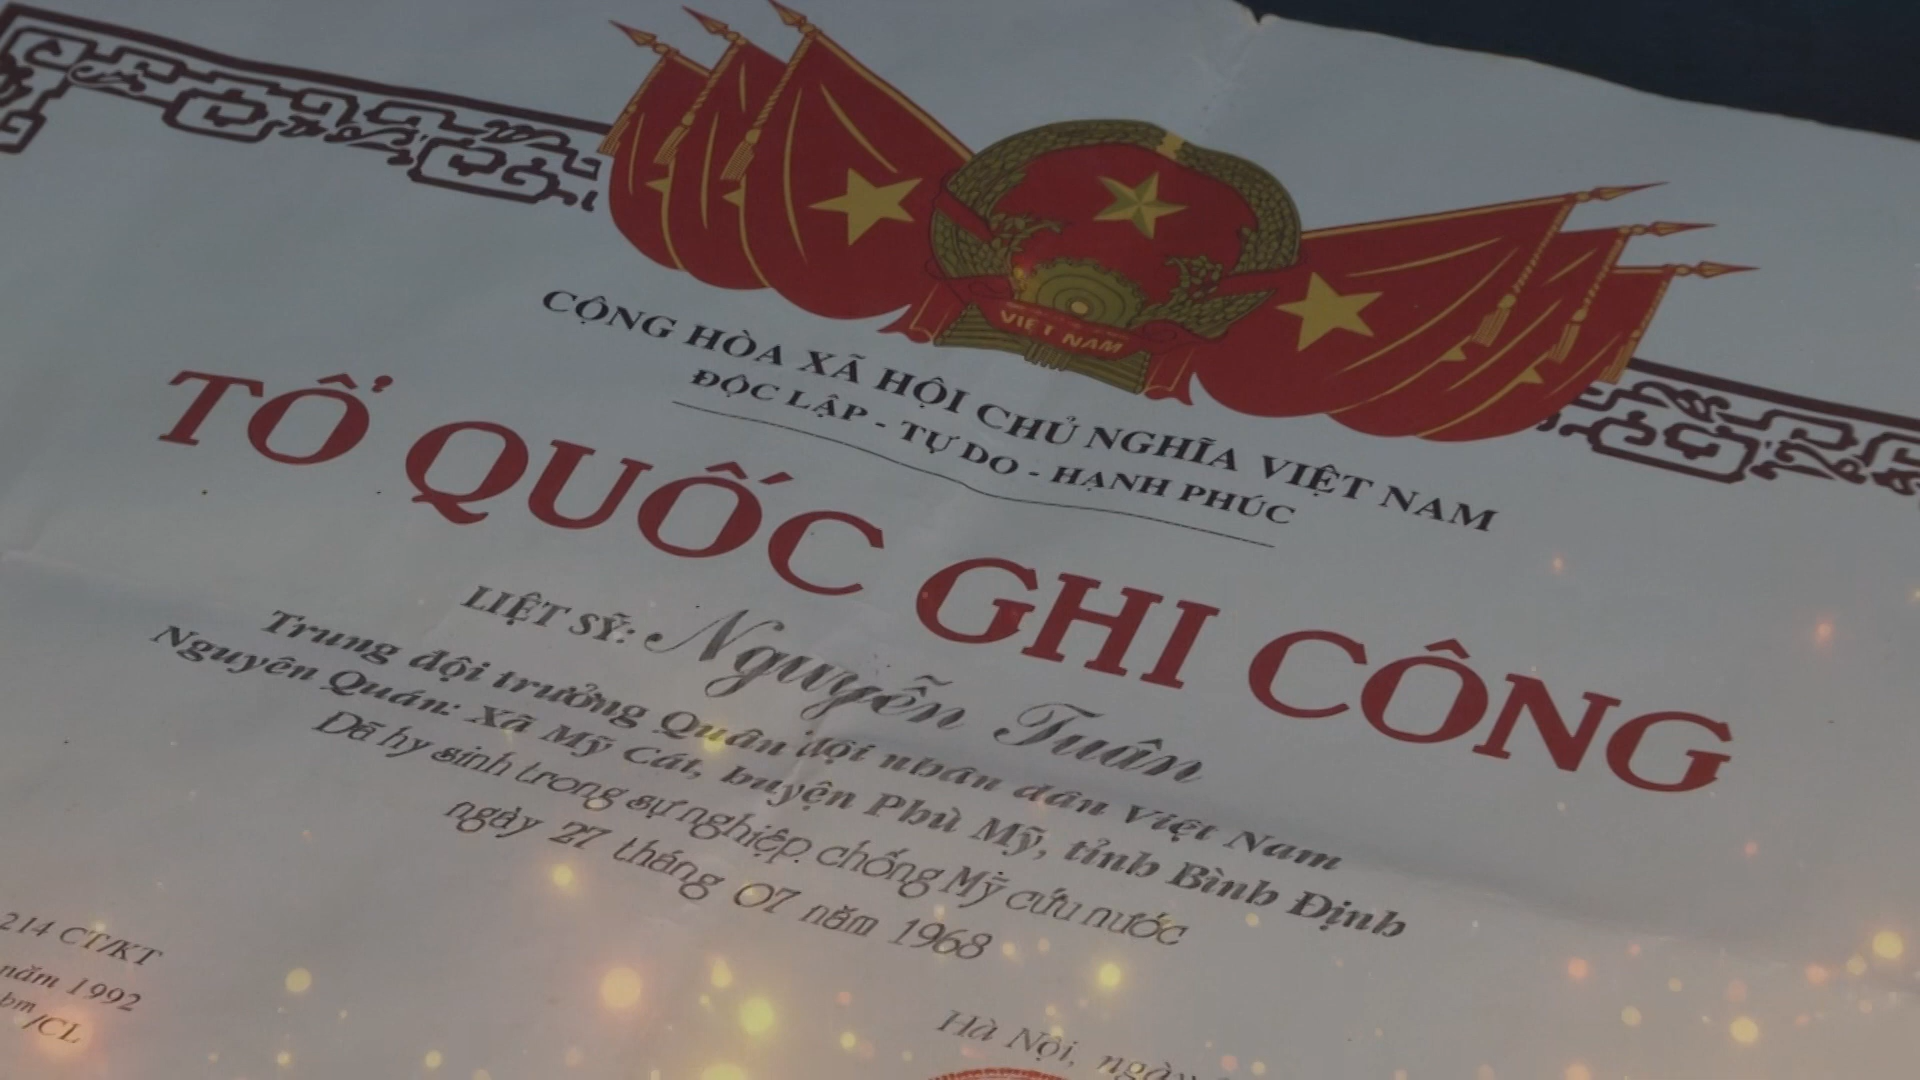 VIỆT NAM
CỘNG HÒA XÃ HỘI CHỦ NGHĨA VIỆT NAM
ĐỘC LẬP - TỰ DO - HẠNH PHÚC
TỔ QUỐC GHI CÔNG
LIỆT SỸ: Nguyễn Tuân
Trung đội trưởng Quân đội nhân dân Việt Nam
Nguyên Quán: Xã Mỹ Cát, huyện Phù Mỹ, tỉnh Bình Định
Đã hy sinh trong sự nghiệp chống Mỹ cứu nước
ngày 27 tháng 07 năm 1968
214 CT/KT
năm 1992
bm/CL
Hà Nội, ngày